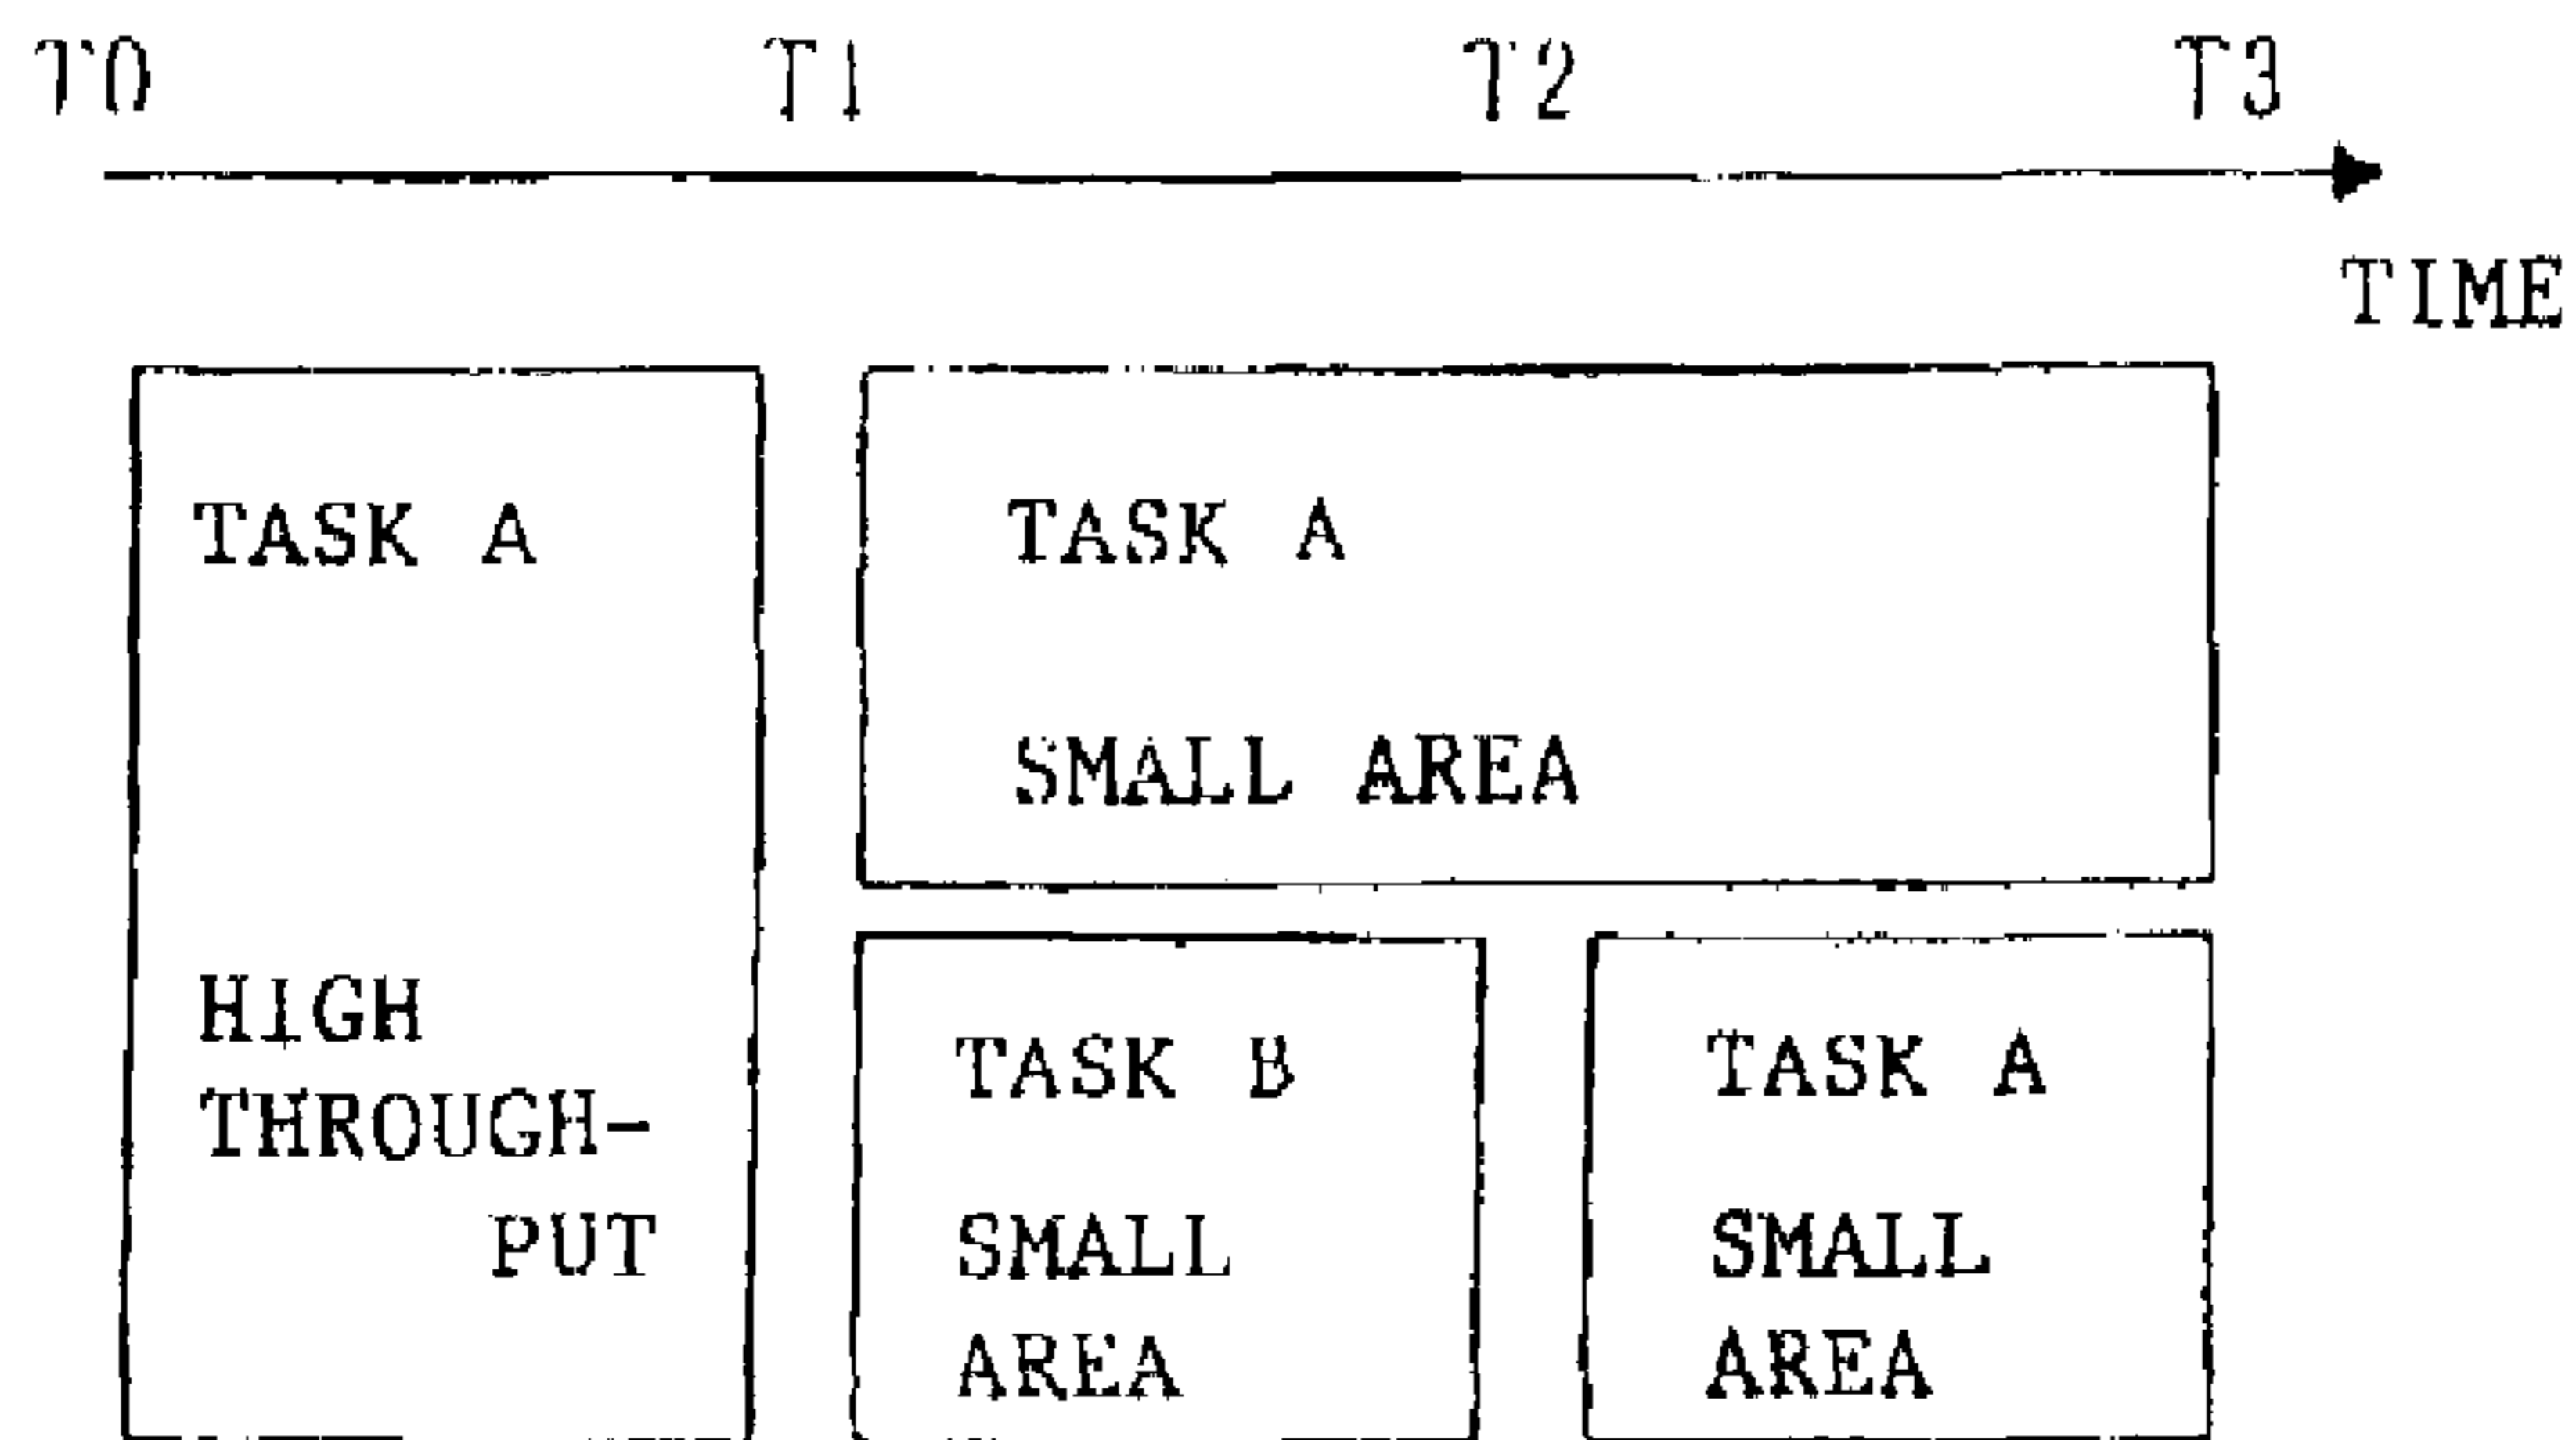 T0 T1 T2 T3
TIME
TASK A
HIGH
THROUGH-
PUT
TASK A
SMALL AREA
TASK B
SMALL
AREA
TASK A
SMALL
AREA